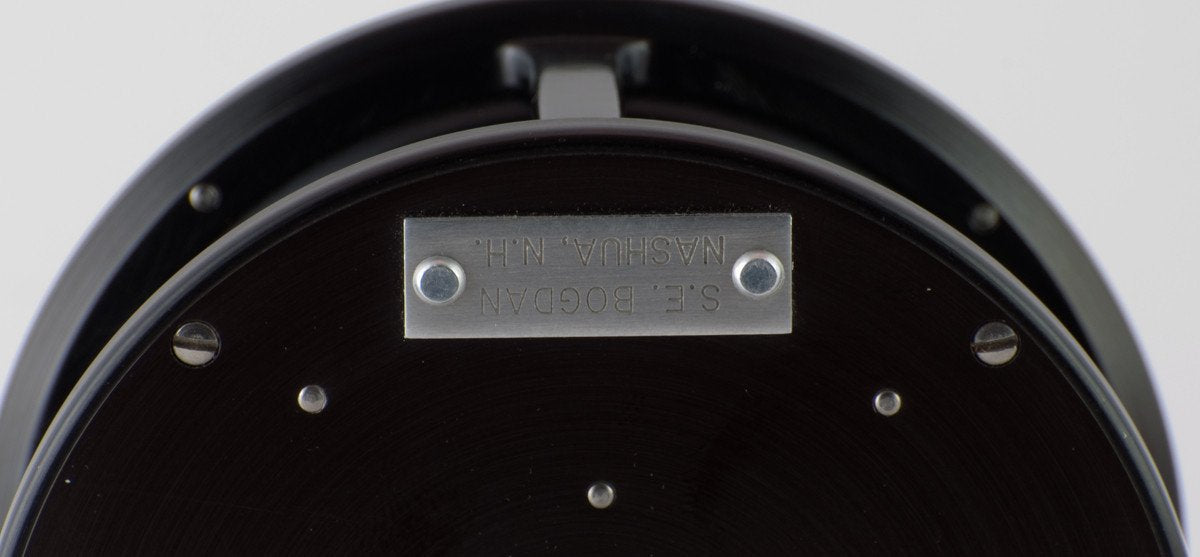 S.E. BOGDAN
NASHUA, N.H.